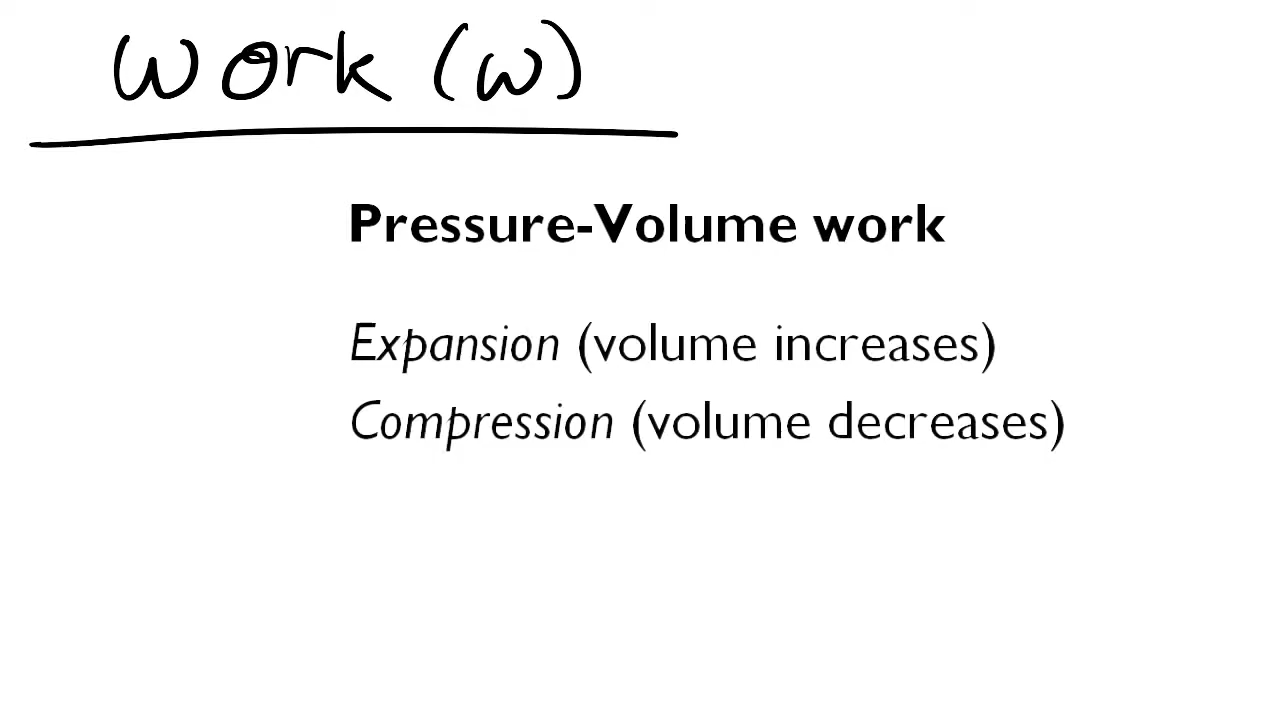 Work (w)
Pressure-Volume work
Expansion (volume increases)
Compression (volume decreases)